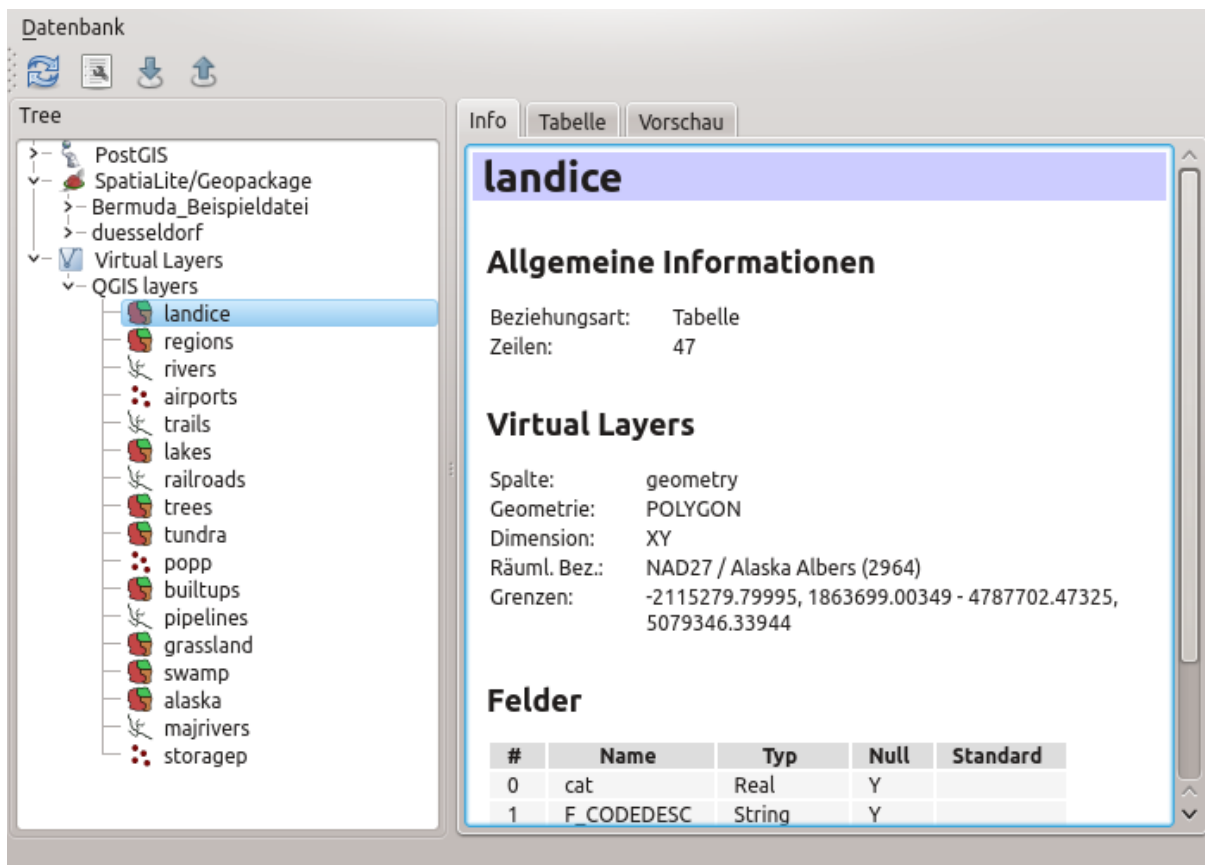 Datenbank
Tree
PostGIS
SpatiaLite/Geopackage
Bermuda_Beispieldatei
duesseldorf
Virtual Layers
QGIS layers
landice
regions
rivers
airports
trails
lakes
railroads
trees
tundra
popp
builtups
pipelines
grassland
swamp
alaska
majrivers
storagep
Info Tabelle Vorschau
landice
Allgemeine Informationen
Beziehungsart: Tabelle
Zeilen: 47
Virtual Layers
Spalte: geometry
Geometrie: POLYGON
Dimension: XY
Räuml. Bez.: NAD27 / Alaska Albers (2964)
Grenzen: -2115279.79995, 1863699.00349 - 4787702.47325,
5079346.33944
Felder
# Name Typ Null Standard
0 cat Real Y
1 F_CODEDESC String Y